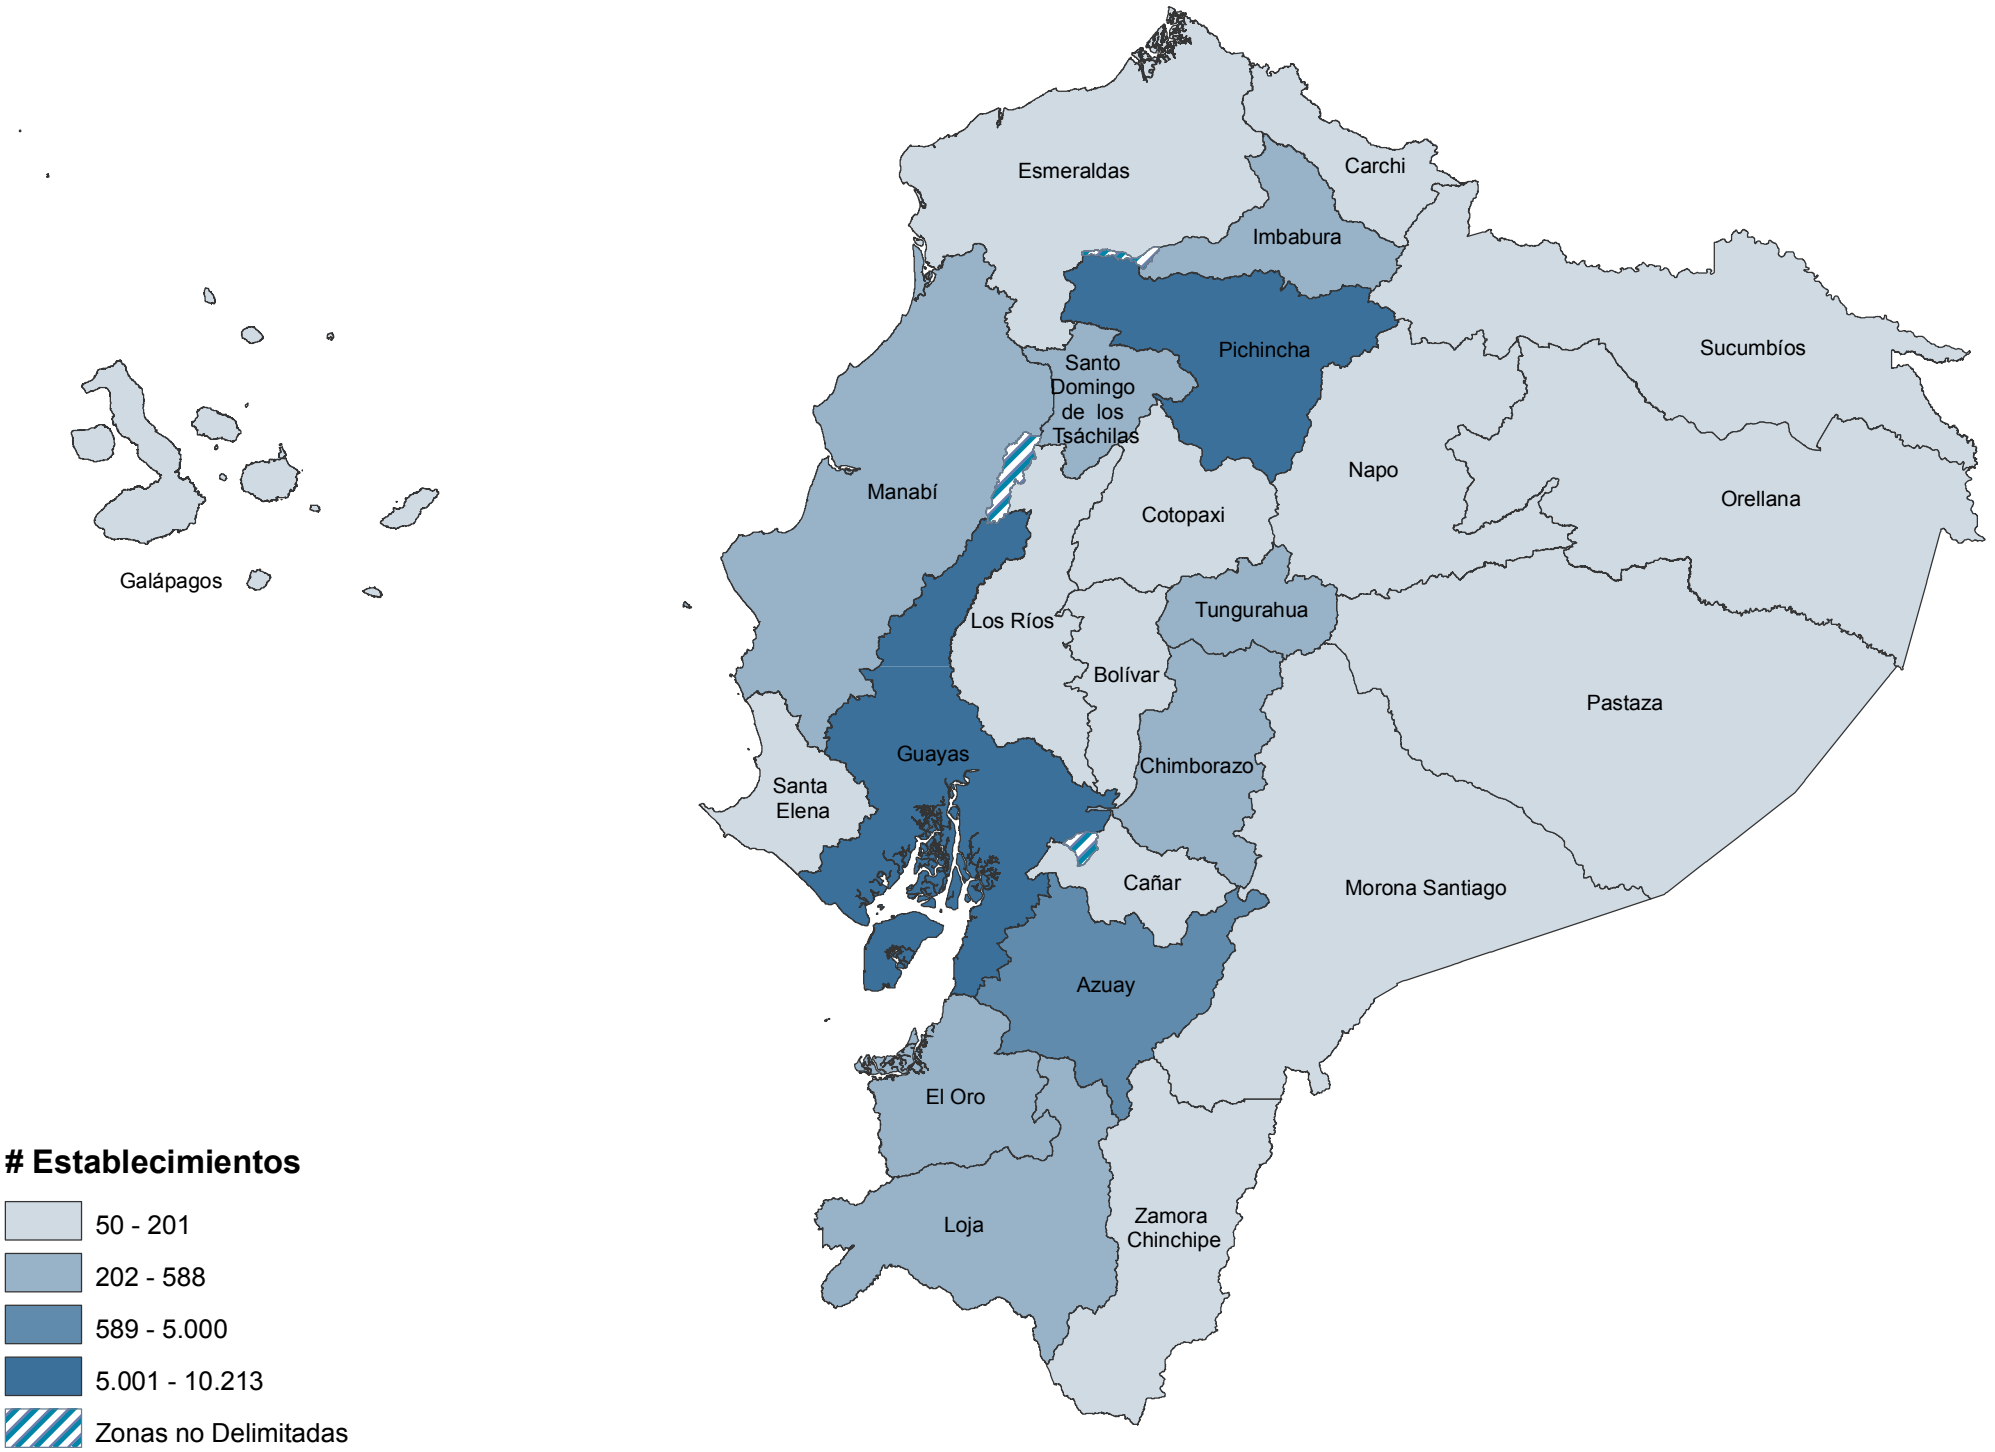 Esmeraldas
Carchi
Imbabura
Pichincha
Sucumbíos
Santo
Domingo
de los
Tsáchilas
Napo
Manabí
Orellana
Cotopaxi
Galápagos
Tungurahua
Los Ríos
Bolívar
Pastaza
Guayas
Chimborazo
Santa
Elena
Cañar
Morona Santiago
Azuay
El Oro
Loja
Zamora
Chinchipe
# Establecimientos
50 - 201
202 - 588
589 - 5.000
5.001 - 10.213
Zonas no Delimitadas